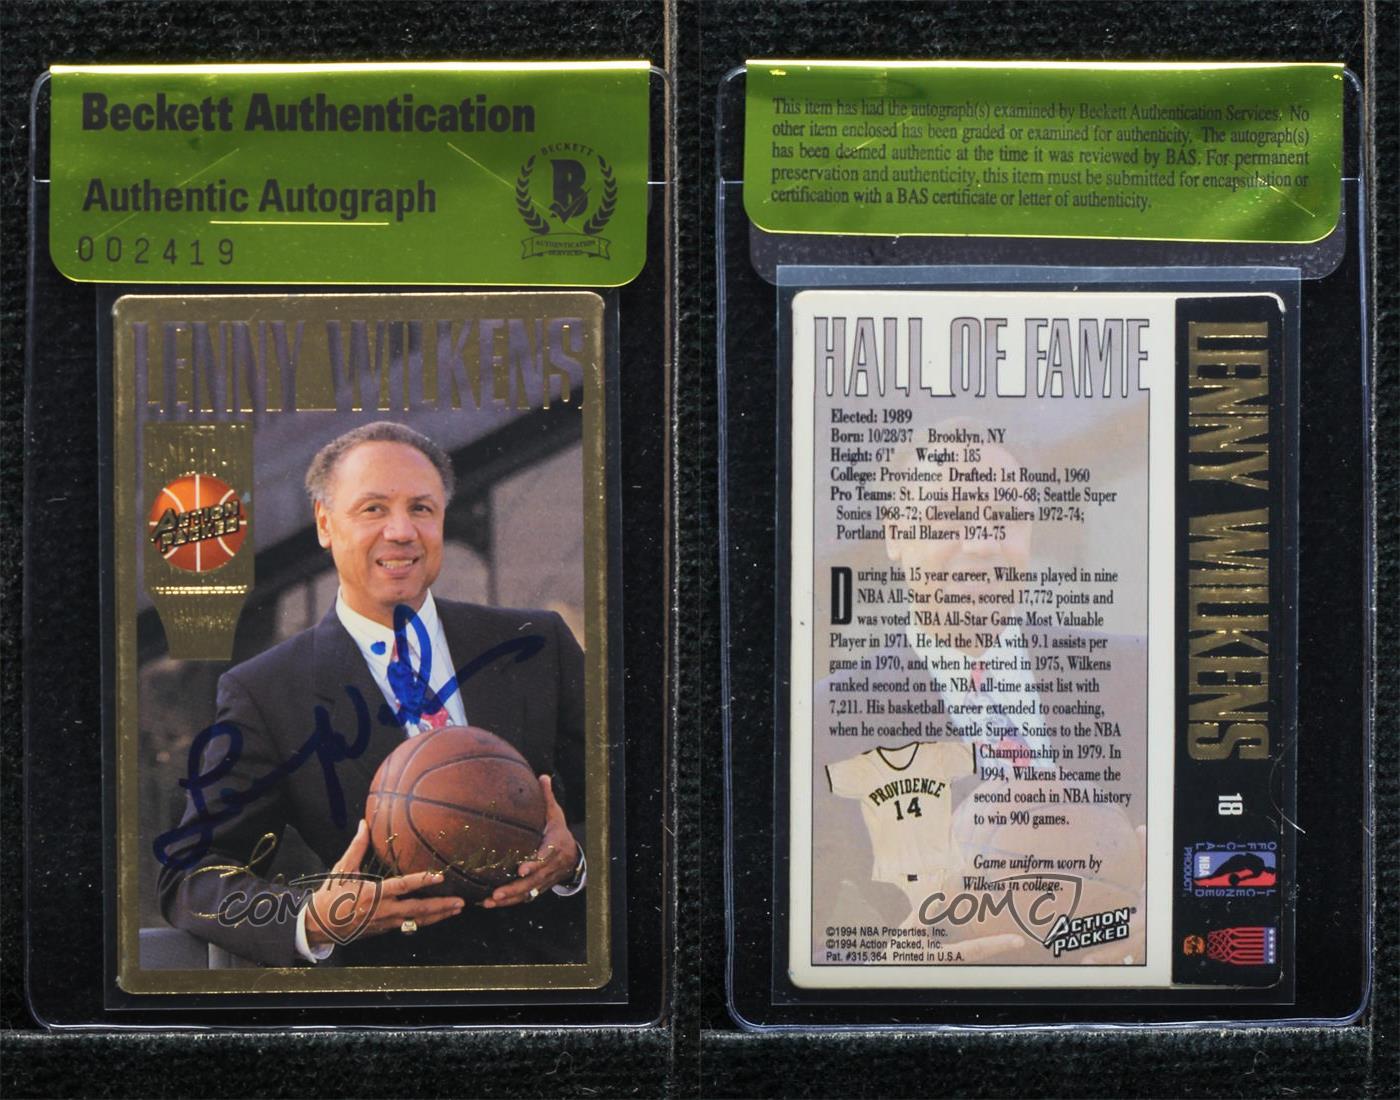 Beckett Authentication
Authentic Autograph
002419
BECKETT
B
AUTHENTICATION
SERVICES
LENNY WILKENS
ACTION
PACKED
COMC
This item has had the autograph(s) examined by Beckett Authentication Services. No
other item enclosed has been graded or examined for authenticity. The autograph(s)
has been deemed authentic at the time it was reviewed by BAS. For permanent
preservation and authenticity, this item must be submitted for encapsulation or
certification with a BAS certificate or letter of authenticity.
HALL OF FAME
Elected: 1989
Born: 10/28/37 Brooklyn, NY
Height: 6'1" Weight: 185
College: Providence Drafted: 1st Round, 1960
Pro Teams: St. Louis Hawks 1960-68; Seattle Super
Sonics 1968-72; Cleveland Cavaliers 1972-74;
Portland Trail Blazers 1974-75
During his 15 year career, Wilkens played in nine
NBA All-Star Games, scored 17,772 points and
was voted NBA All-Star Game Most Valuable
Player in 1971. He led the NBA with 9.1 assists per
game in 1970, and when he retired in 1975, Wilkens
ranked second on the NBA all-time assist list with
7,211. His basketball career extended to coaching,
when he coached the Seattle Super Sonics to the NBA
Championship in 1979. In
1994, Wilkens became the
second coach in NBA history
to win 900 games.
PROVIDENCE
14
Game uniform worn by
Wilkens in college.
COMC
ACTION
PACKED
©1994 NBA Properties, Inc.
©1994 Action Packed, Inc.
Pat. #315,364 Printed in U.S.A.
LENNY WILKENS
18
OFFICIAL
LICENSED
NBA
PRODUCT